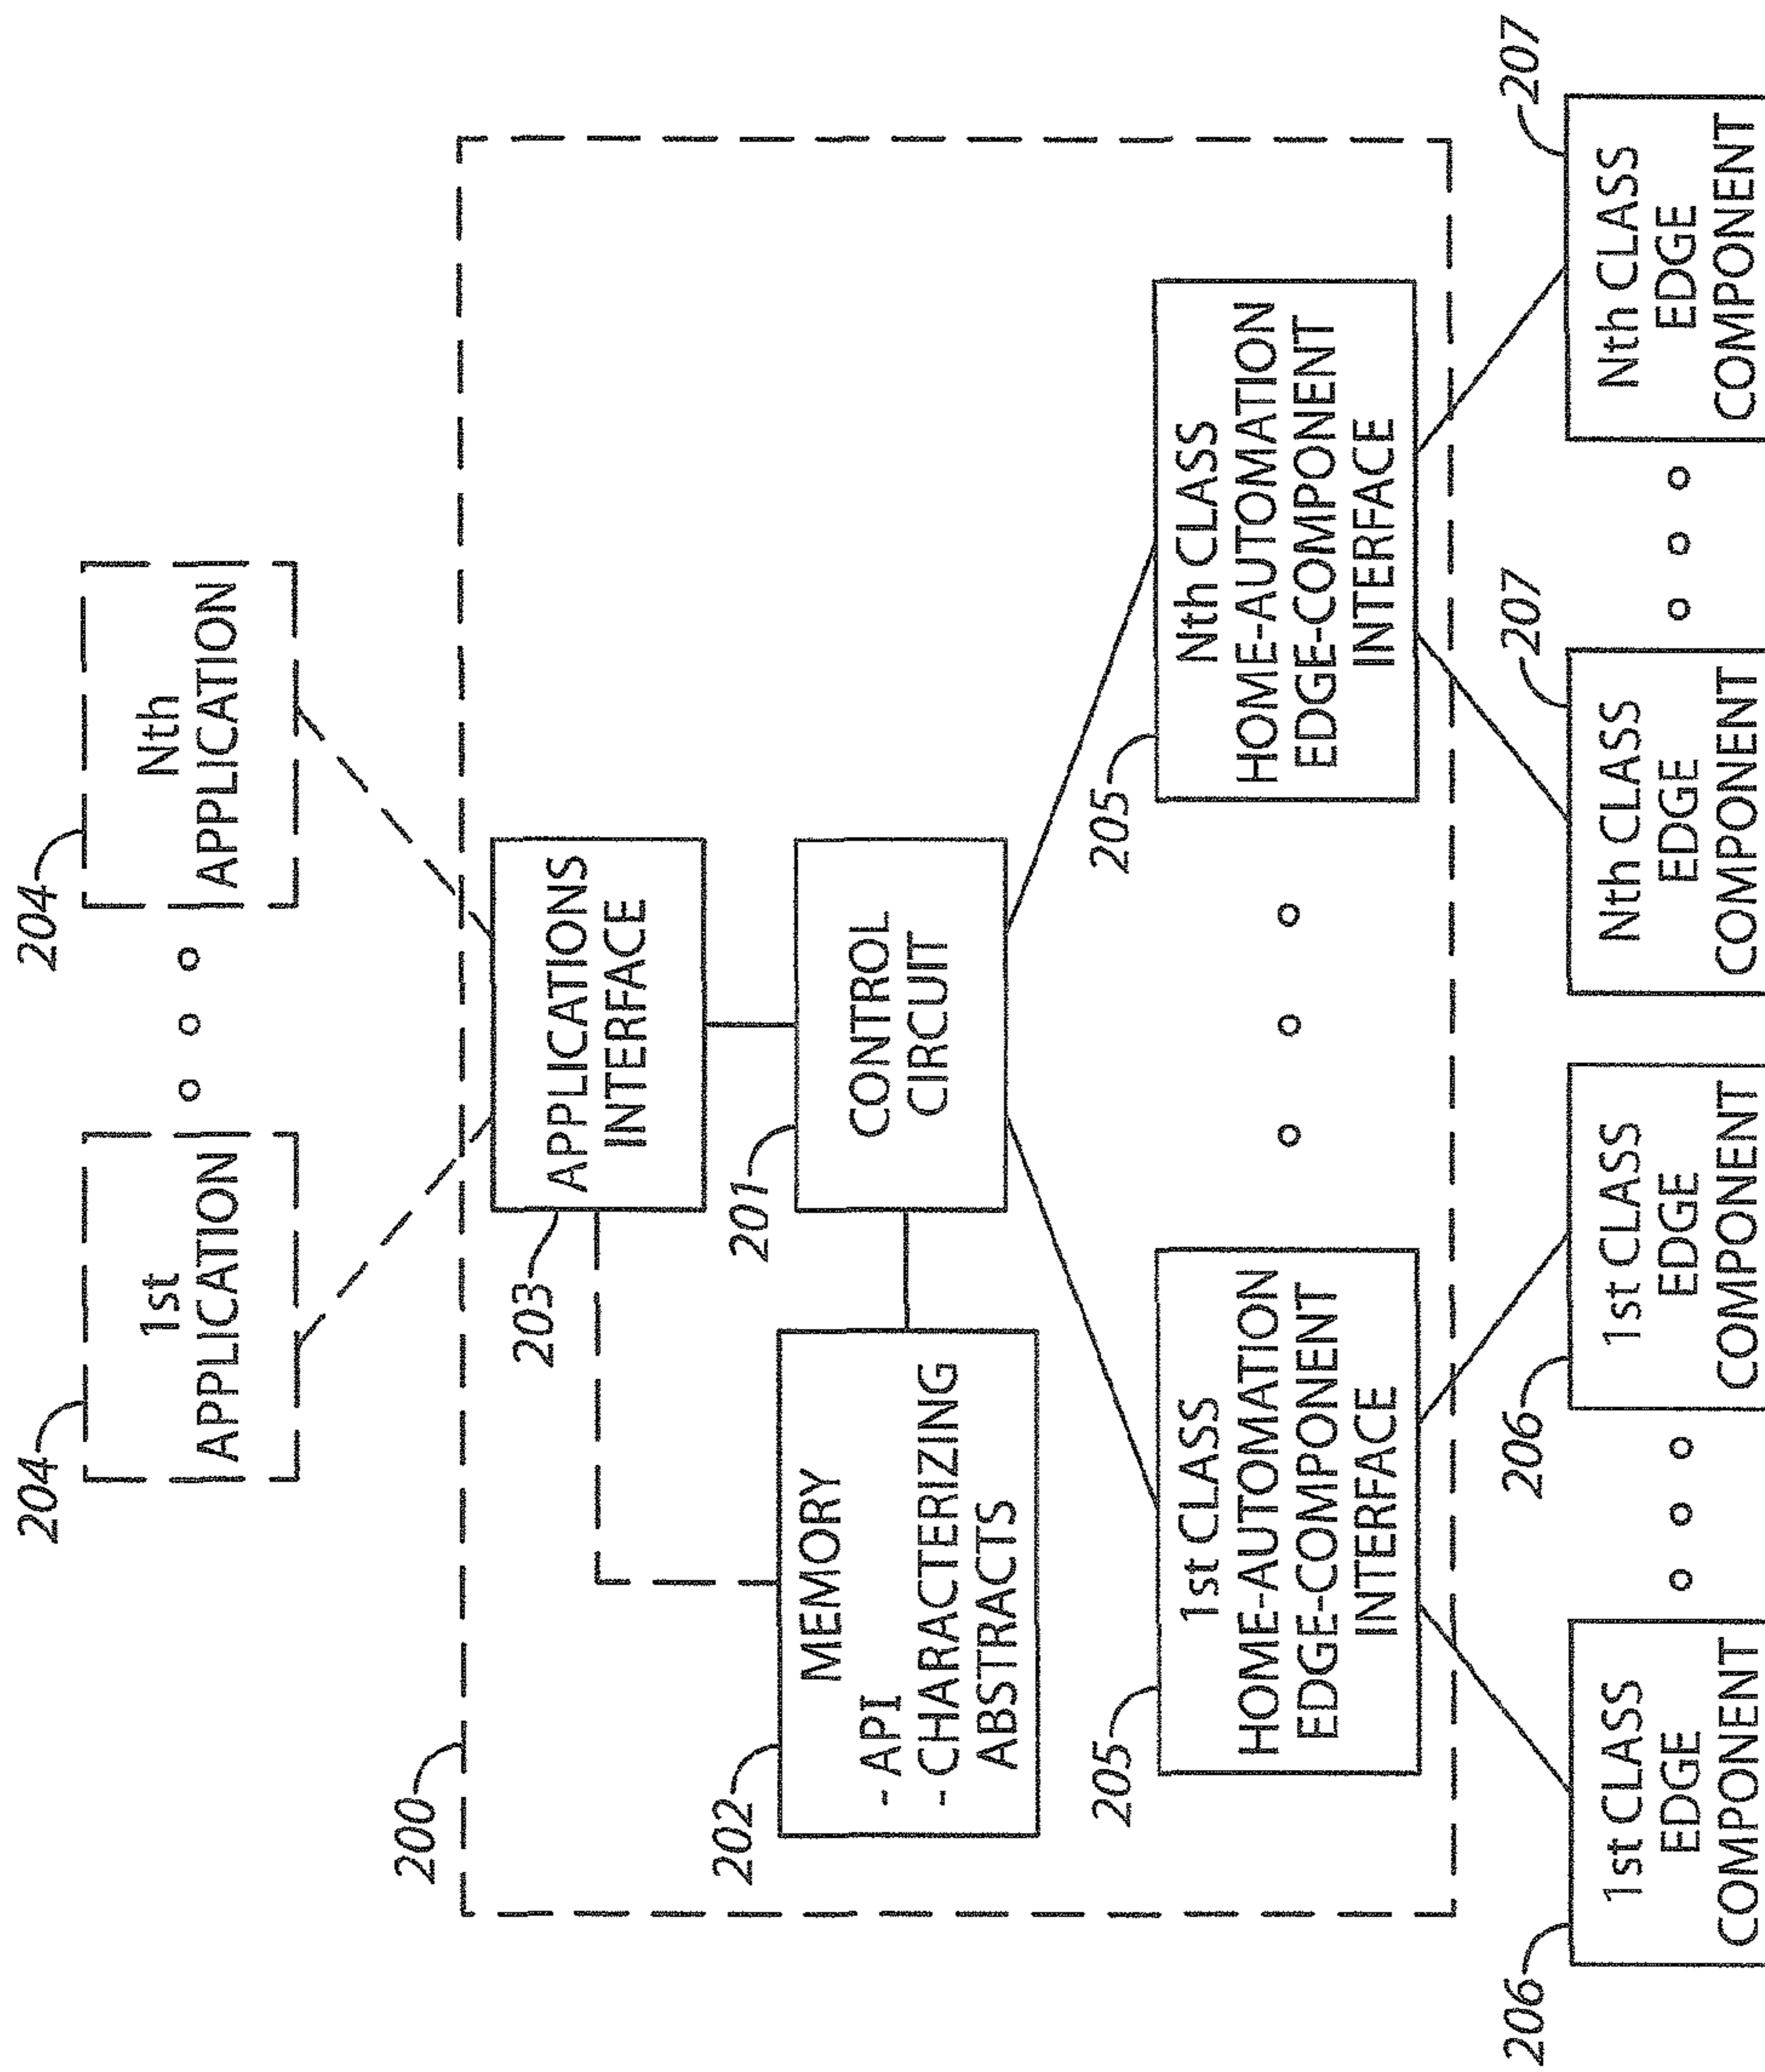 204
1st
APPLICATION
204
Nth
APPLICATION
200
203
APPLICATIONS
INTERFACE
202
MEMORY
- API
- CHARACTERIZING
ABSTRACTS
201
CONTROL
CIRCUIT
205
1st CLASS
HOME-AUTOMATION
EDGE-COMPONENT
INTERFACE
205
Nth CLASS
HOME-AUTOMATION
EDGE-COMPONENT
INTERFACE
206
1st CLASS
EDGE
COMPONENT
206
1st CLASS
EDGE
COMPONENT
207
Nth CLASS
EDGE
COMPONENT
207
Nth CLASS
EDGE
COMPONENT